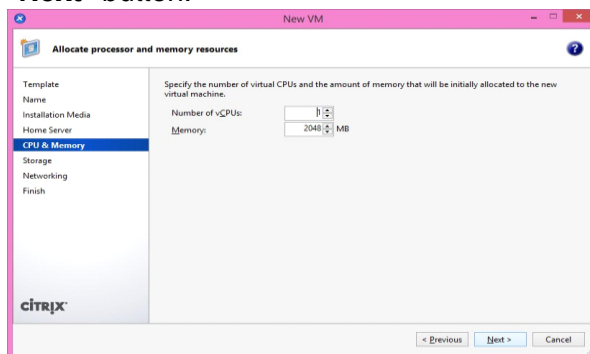 New VM
Allocate processor and memory resources
Template
Name
Installation Media
Home Server
CPU & Memory
Storage
Networking
Finish
Specify the number of virtual CPUs and the amount of memory that will be initially allocated to the new
virtual machine.
Number of vCPUs: 1
Memory: 2048 MB
CİTRIX
< Previous Next > Cancel